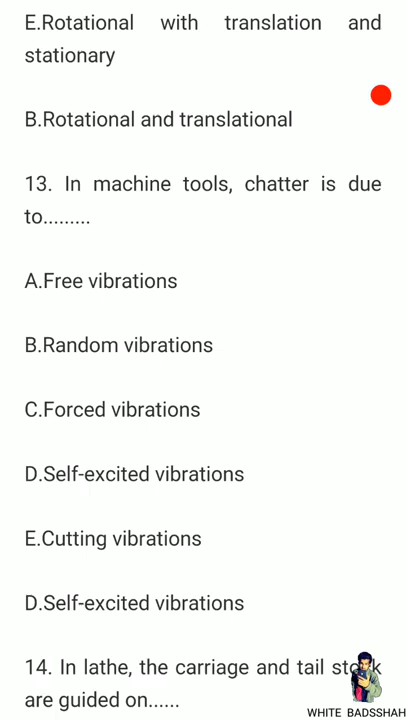 E.Rotational with translation and
stationary
B.Rotational and translational
13. In machine tools, chatter is due
to.........
A.Free vibrations
B.Random vibrations
C.Forced vibrations
D.Self-excited vibrations
E.Cutting vibrations
D.Self-excited vibrations
14. In lathe, the carriage and tail
are guided on......
WHITE BADSSHAH